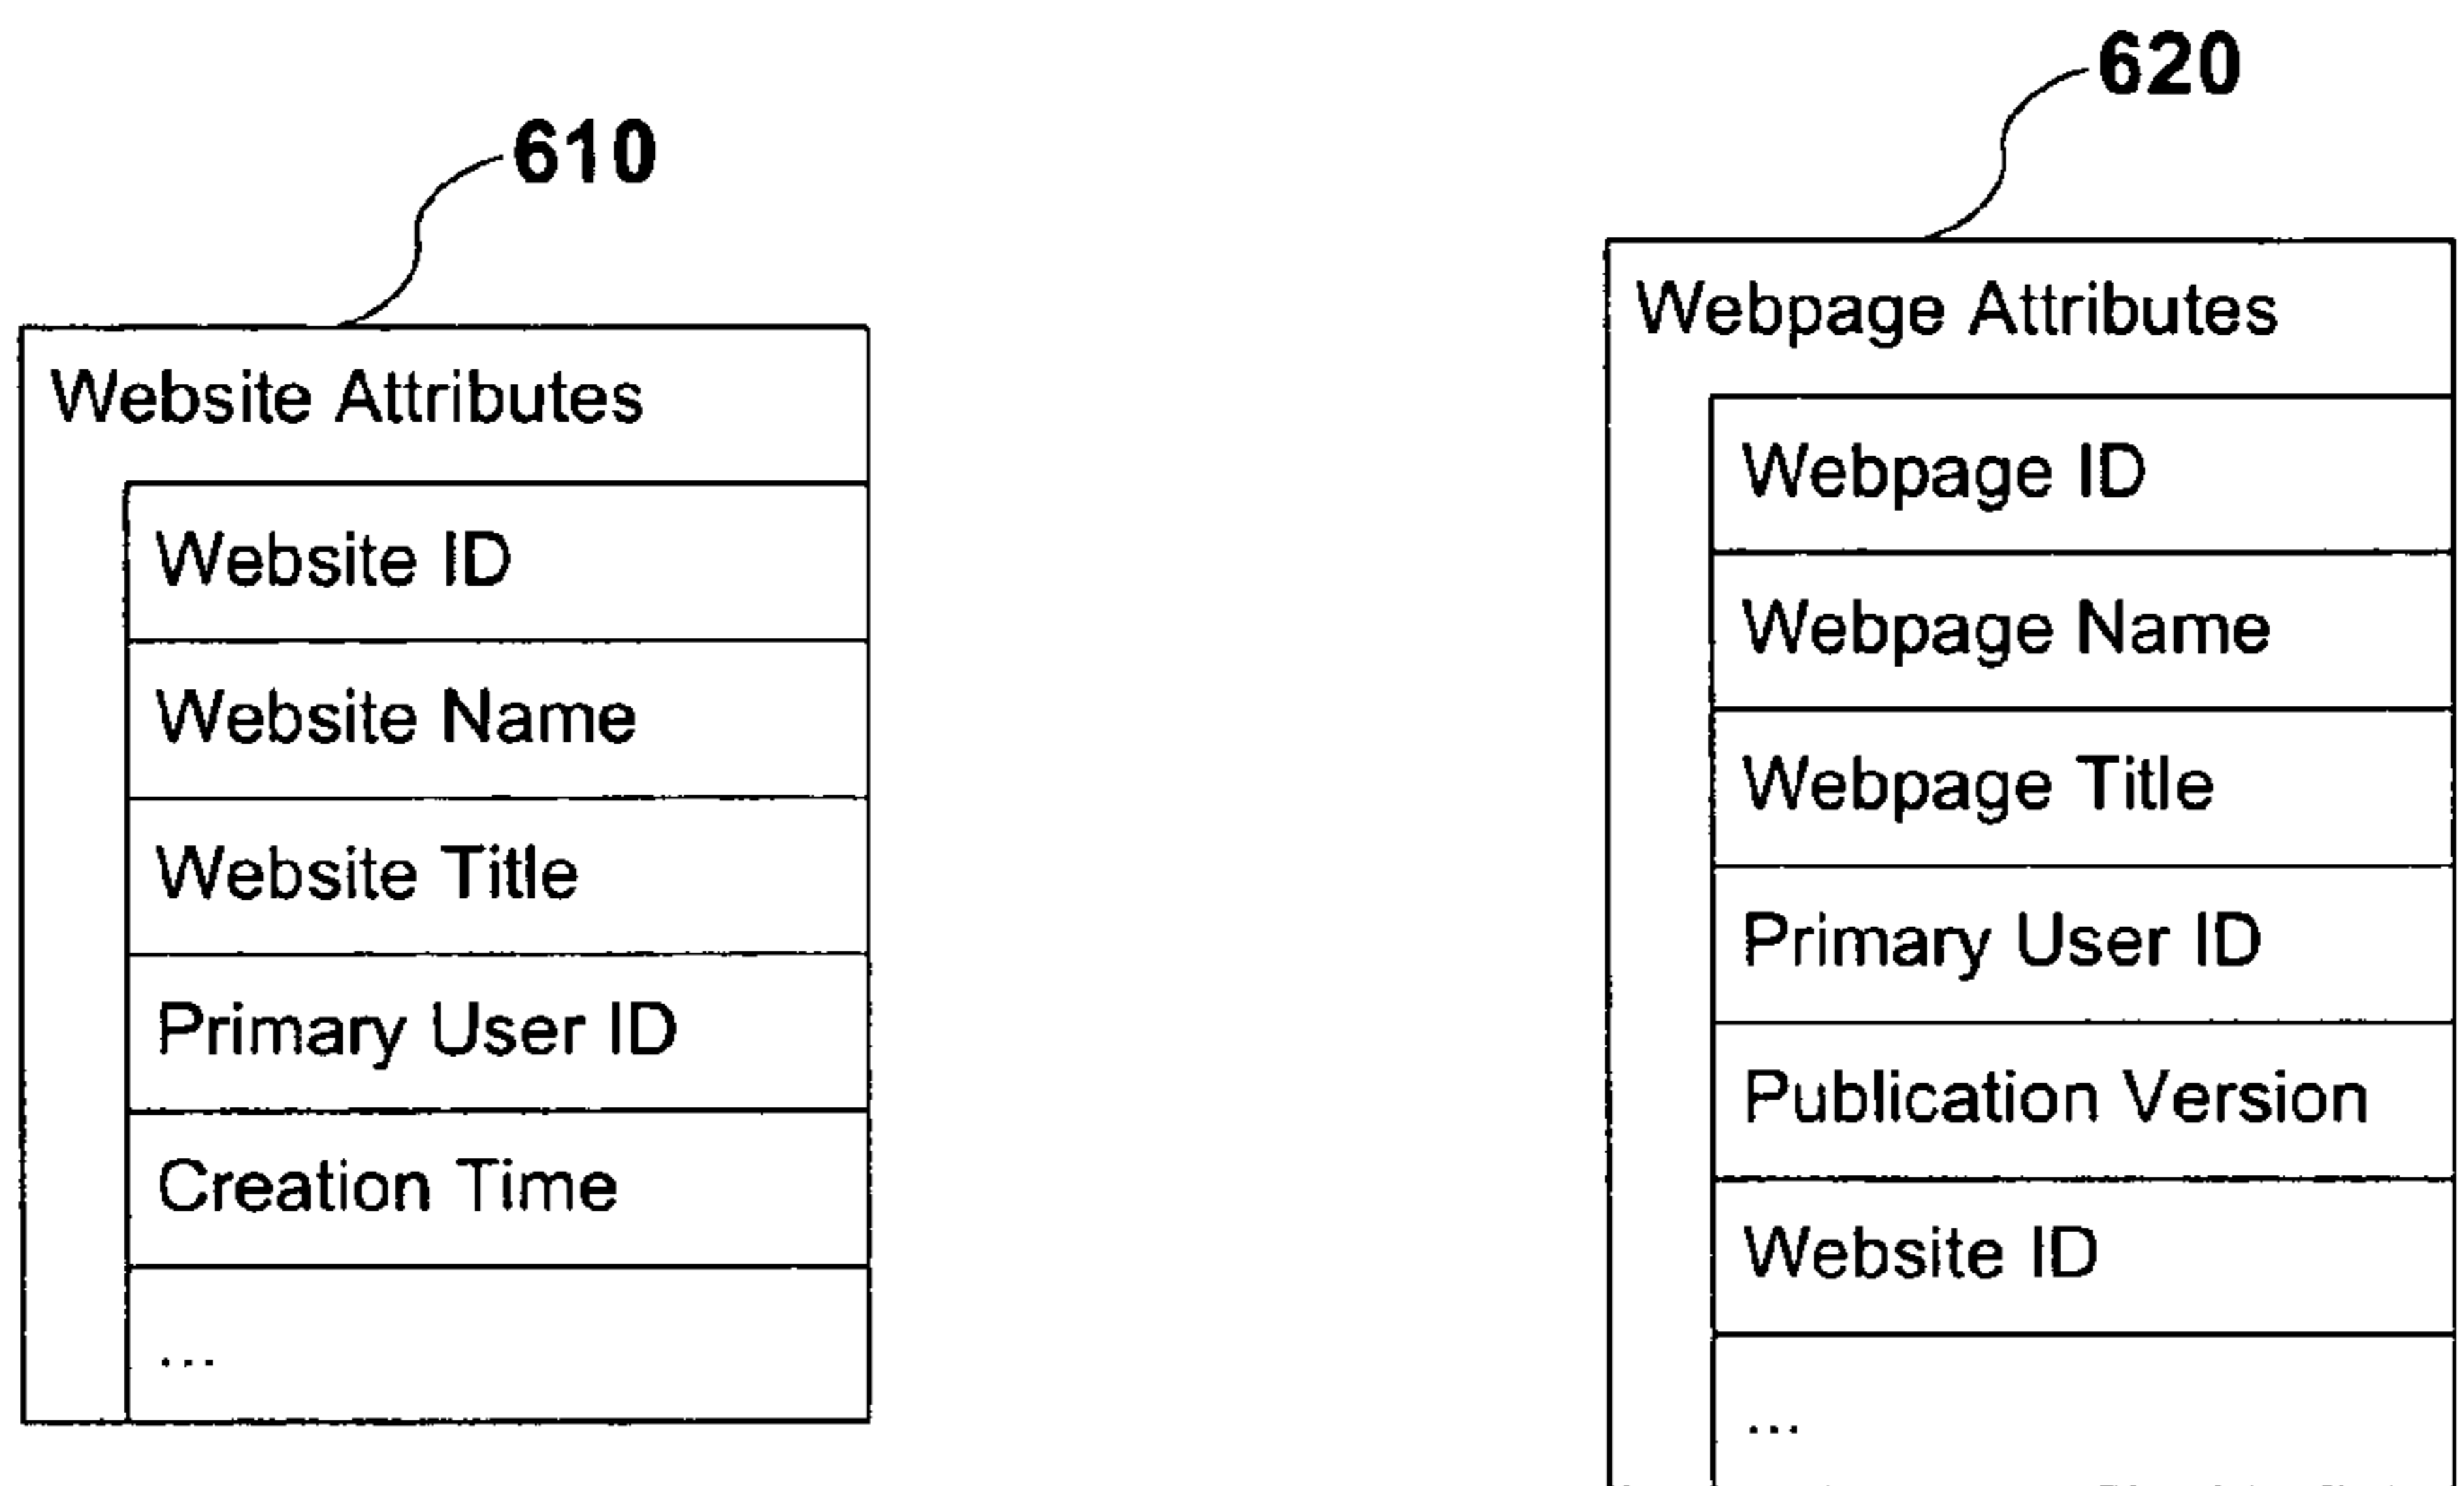 610
Website Attributes
Website ID
Website Name
Website Title
Primary User ID
Creation Time
...
620
Webpage Attributes
Webpage ID
Webpage Name
Webpage Title
Primary User ID
Publication Version
Website ID
...